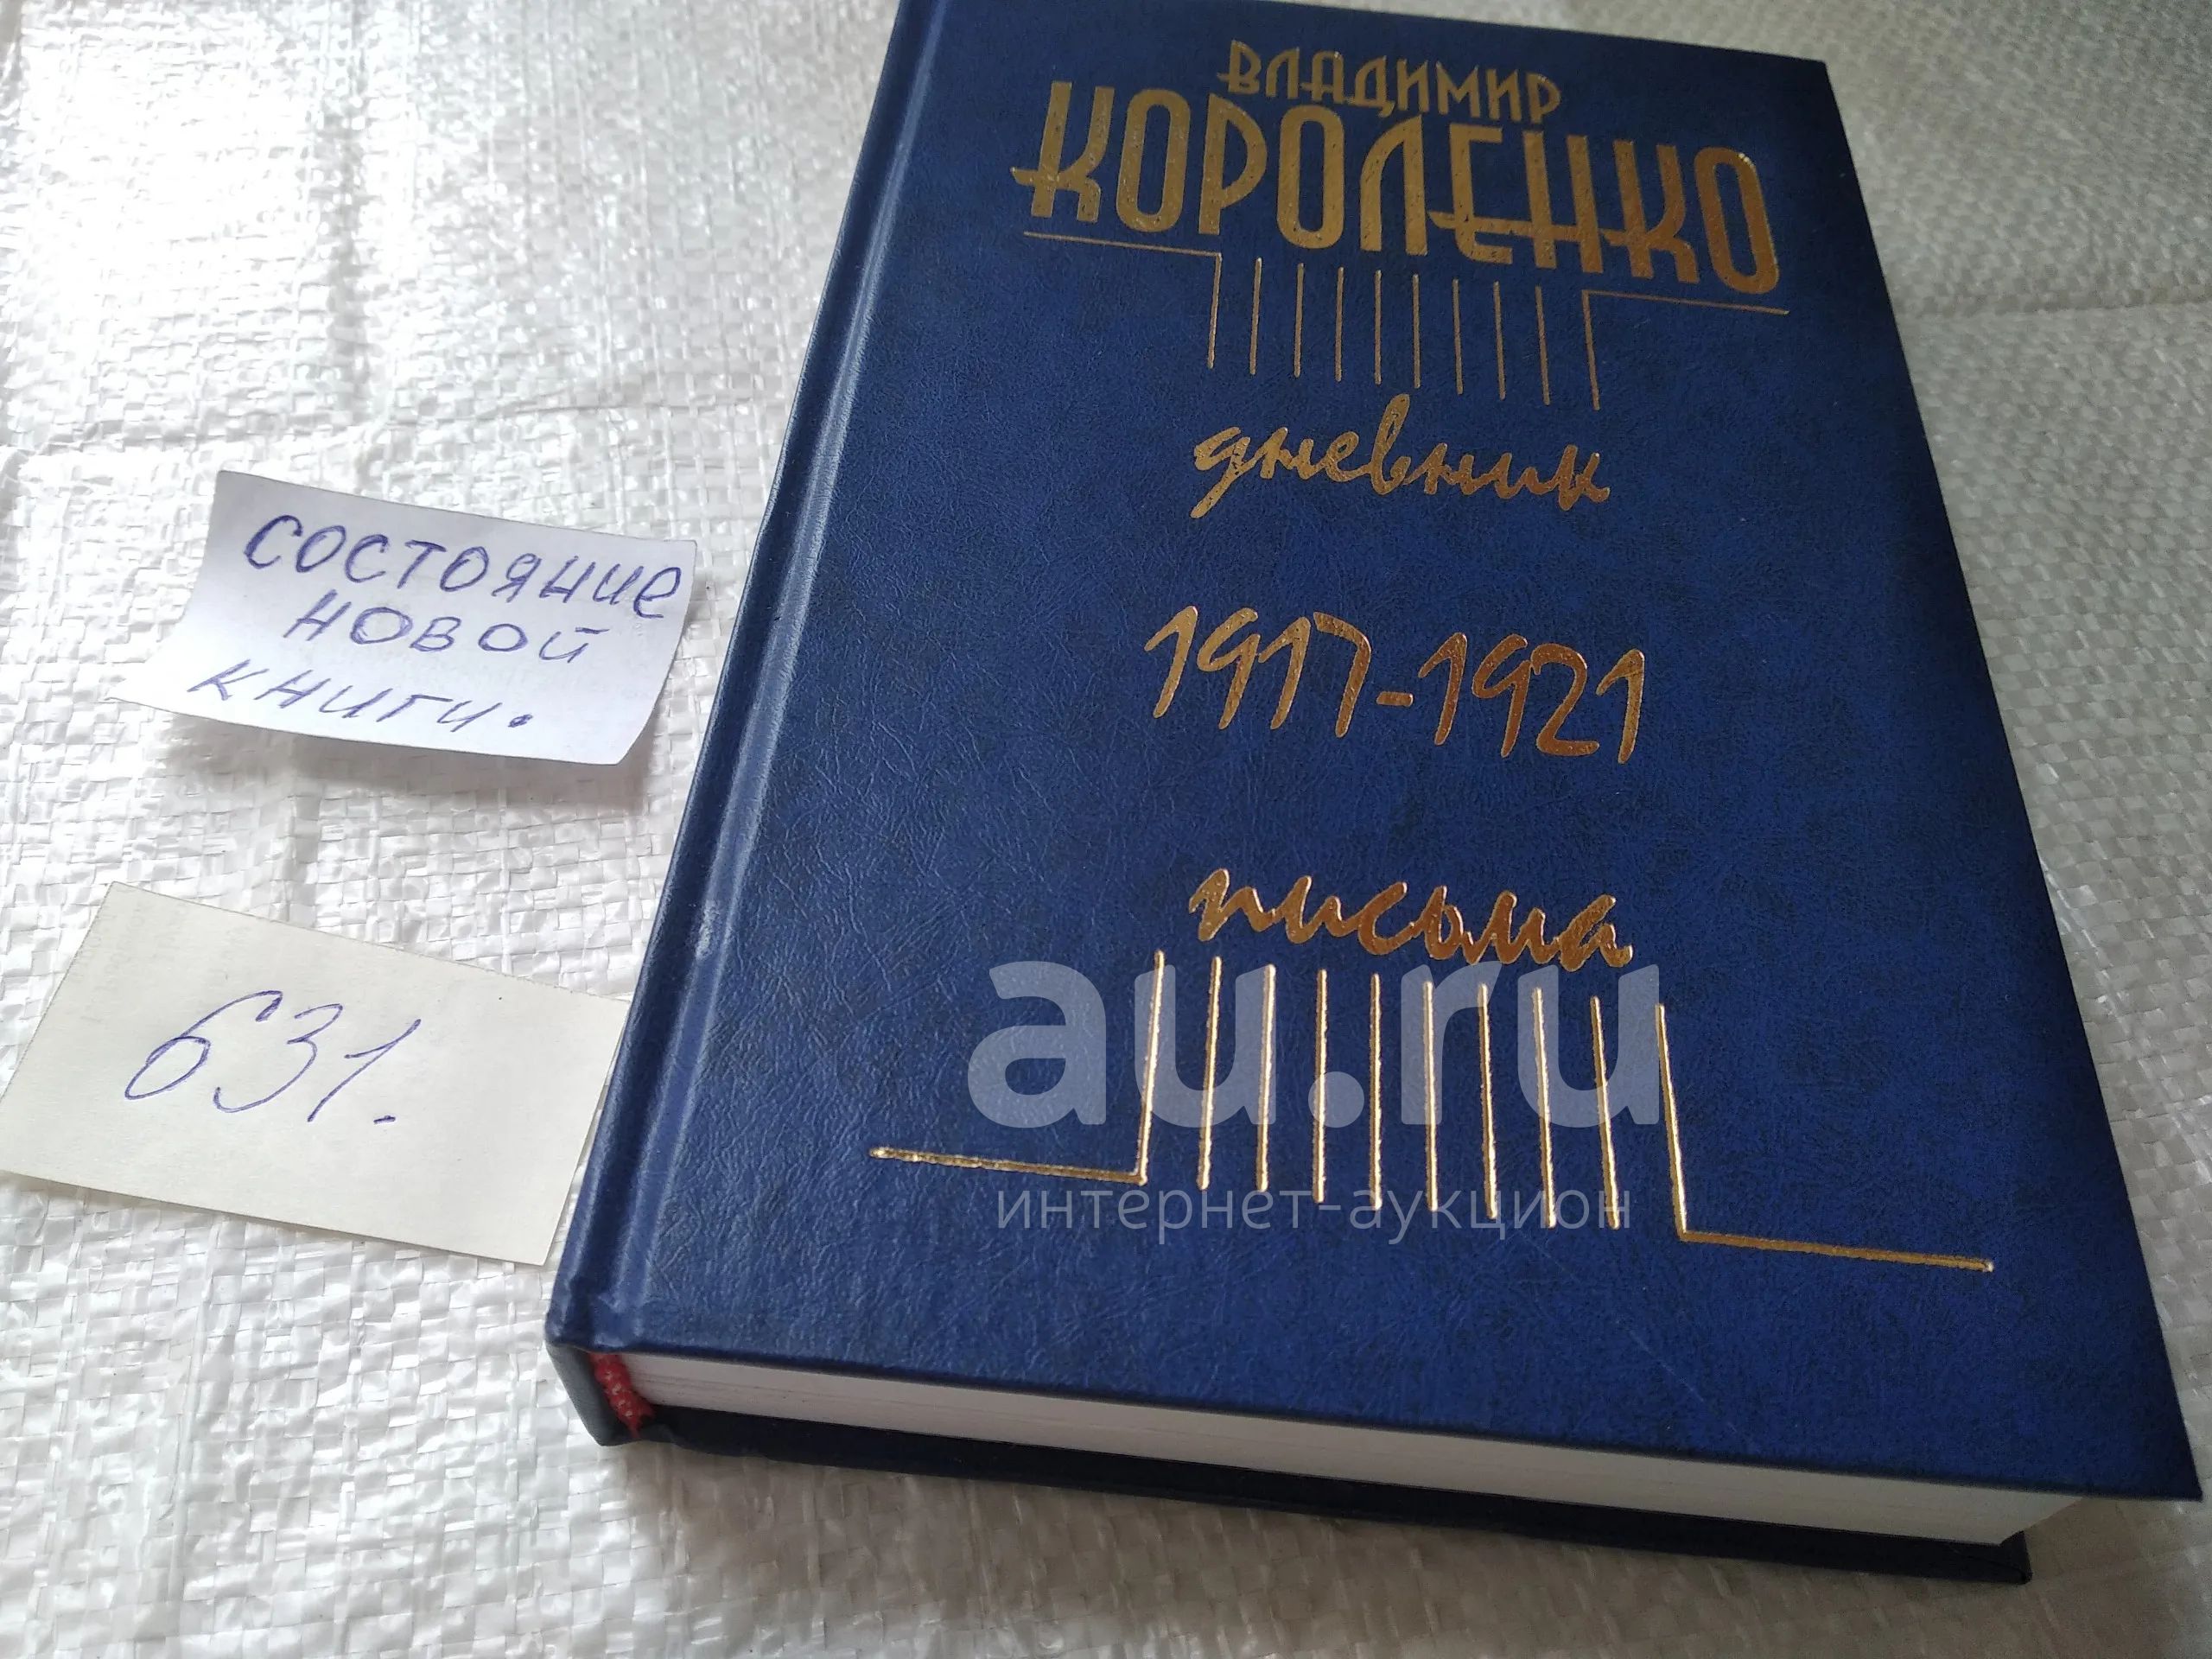 ВЛАДИМИР
КОРОЛЕНКО
дневник
1917-1921
письма
состояние
новой
книги.
631.
au.ru
интернет-аукцион